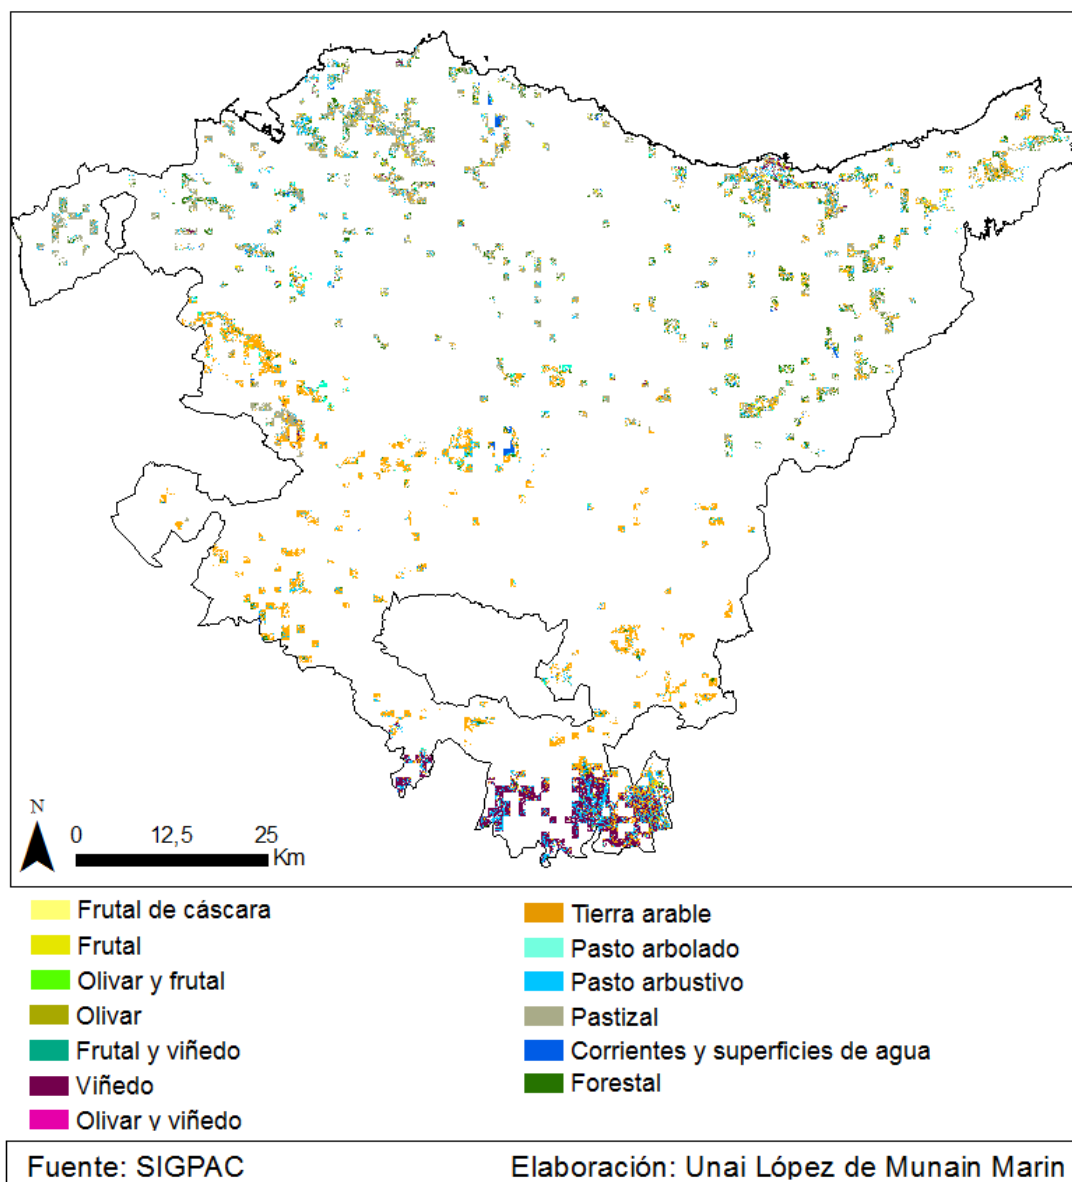 N
0 12,5 25
Km
Frutal de cáscara
Frutal
Olivar y frutal
Olivar
Frutal y viñedo
Viñedo
Olivar y viñedo
Tierra arable
Pasto arbolado
Pasto arbustivo
Pastizal
Corrientes y superficies de agua
Forestal
Fuente: SIGPAC Elaboración: Unai López de Munain Marin